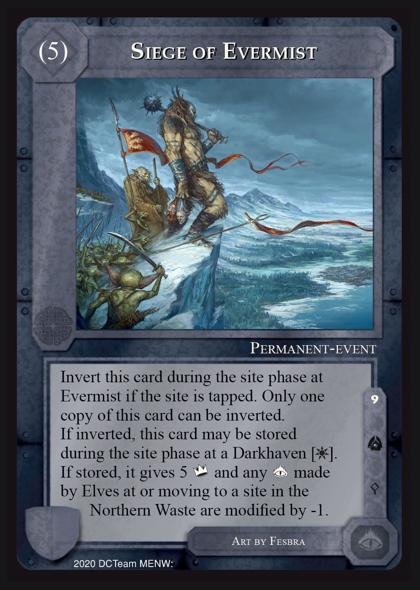 (5)
SIEGE OF EVERMIST
PERMANENT-EVENT
Invert this card during the site phase at
Evermist if the site is tapped. Only one
copy of this card can be inverted.
If inverted, this card may be stored
during the site phase at a Darkhaven [].
If stored, it gives 5 and any made
by Elves at or moving to a site in the
Northern Waste are modified by -1.
9
ART BY FESBRA
2020 DCTeam MENW: